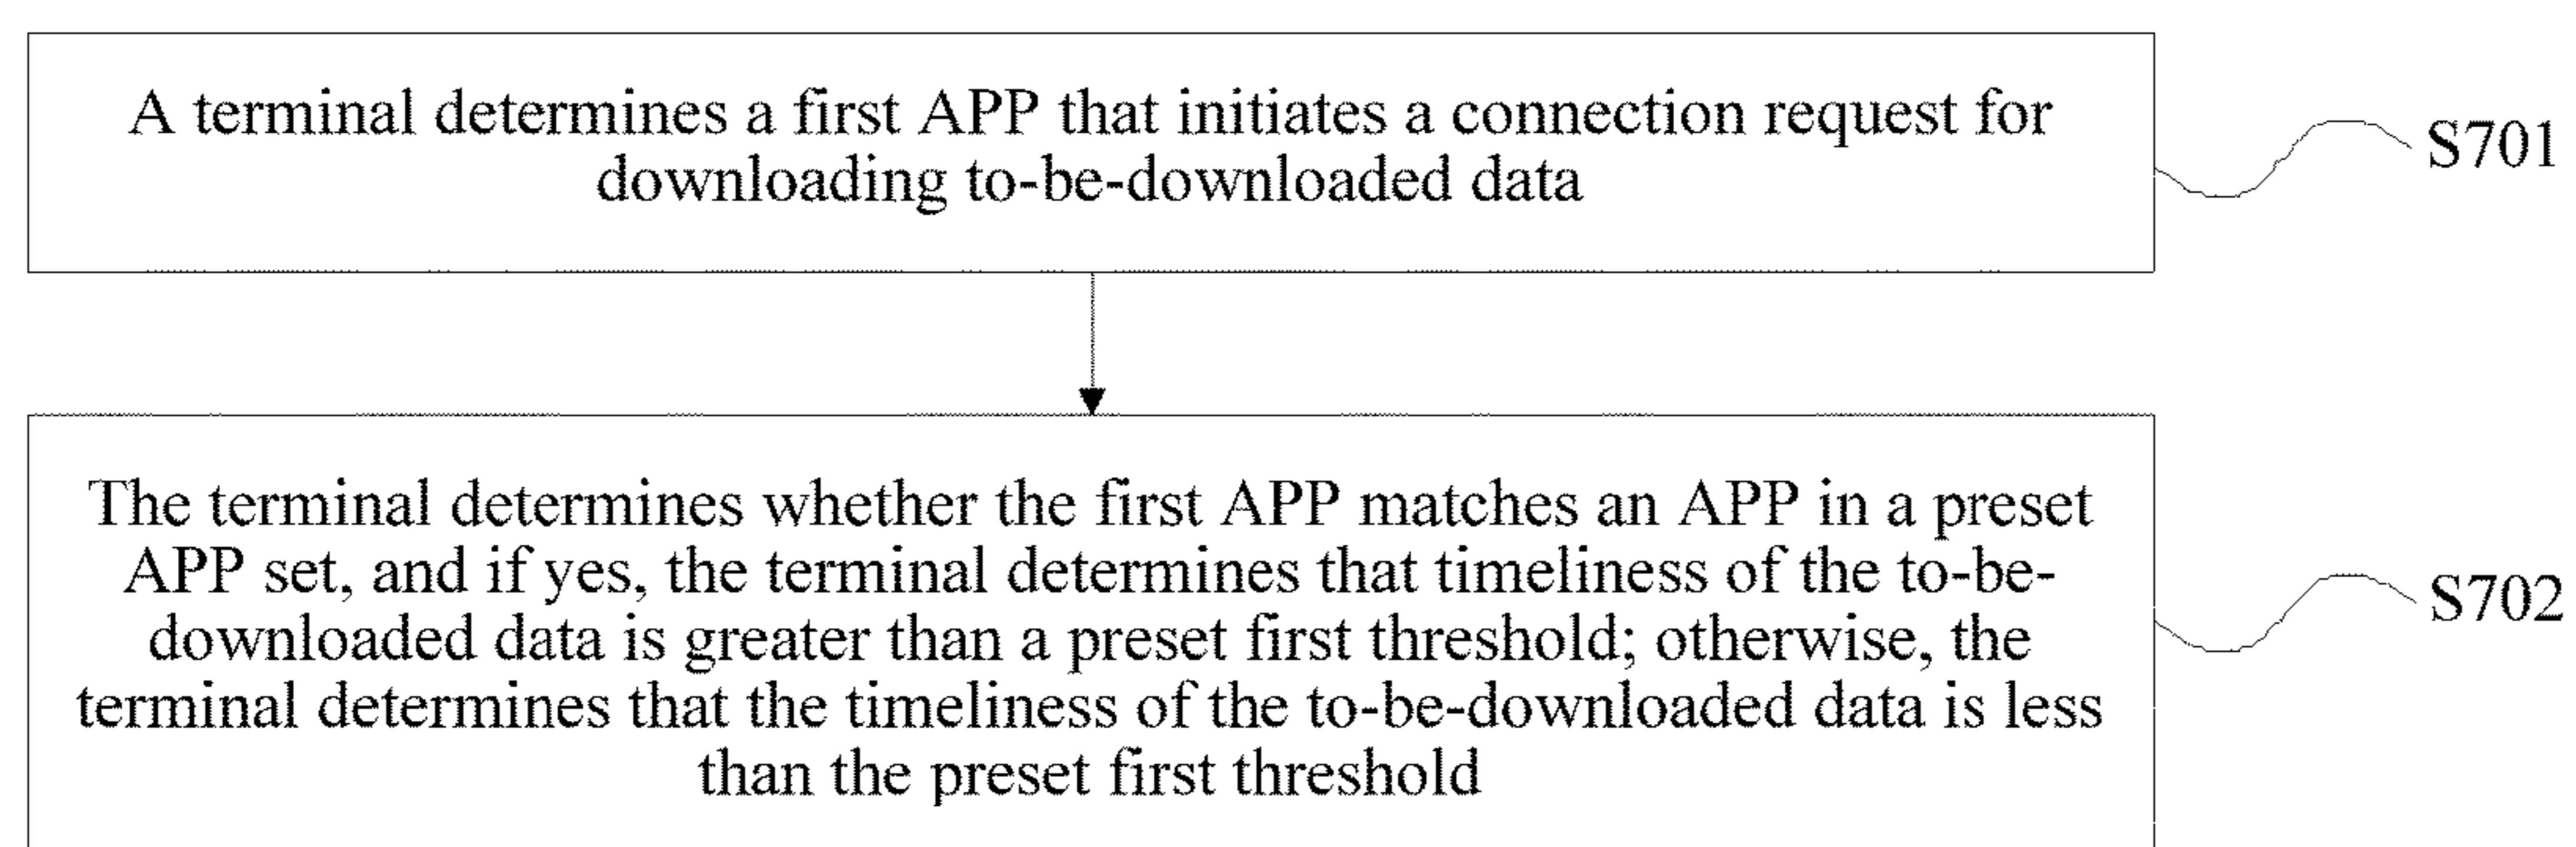 A terminal determines a first APP that initiates a connection request for
downloading to-be-downloaded data
S701
The terminal determines whether the first APP matches an APP in a preset
APP set, and if yes, the terminal determines that timeliness of the to-be-
downloaded data is greater than a preset first threshold; otherwise, the
terminal determines that the timeliness of the to-be-downloaded data is less
than the preset first threshold
S702